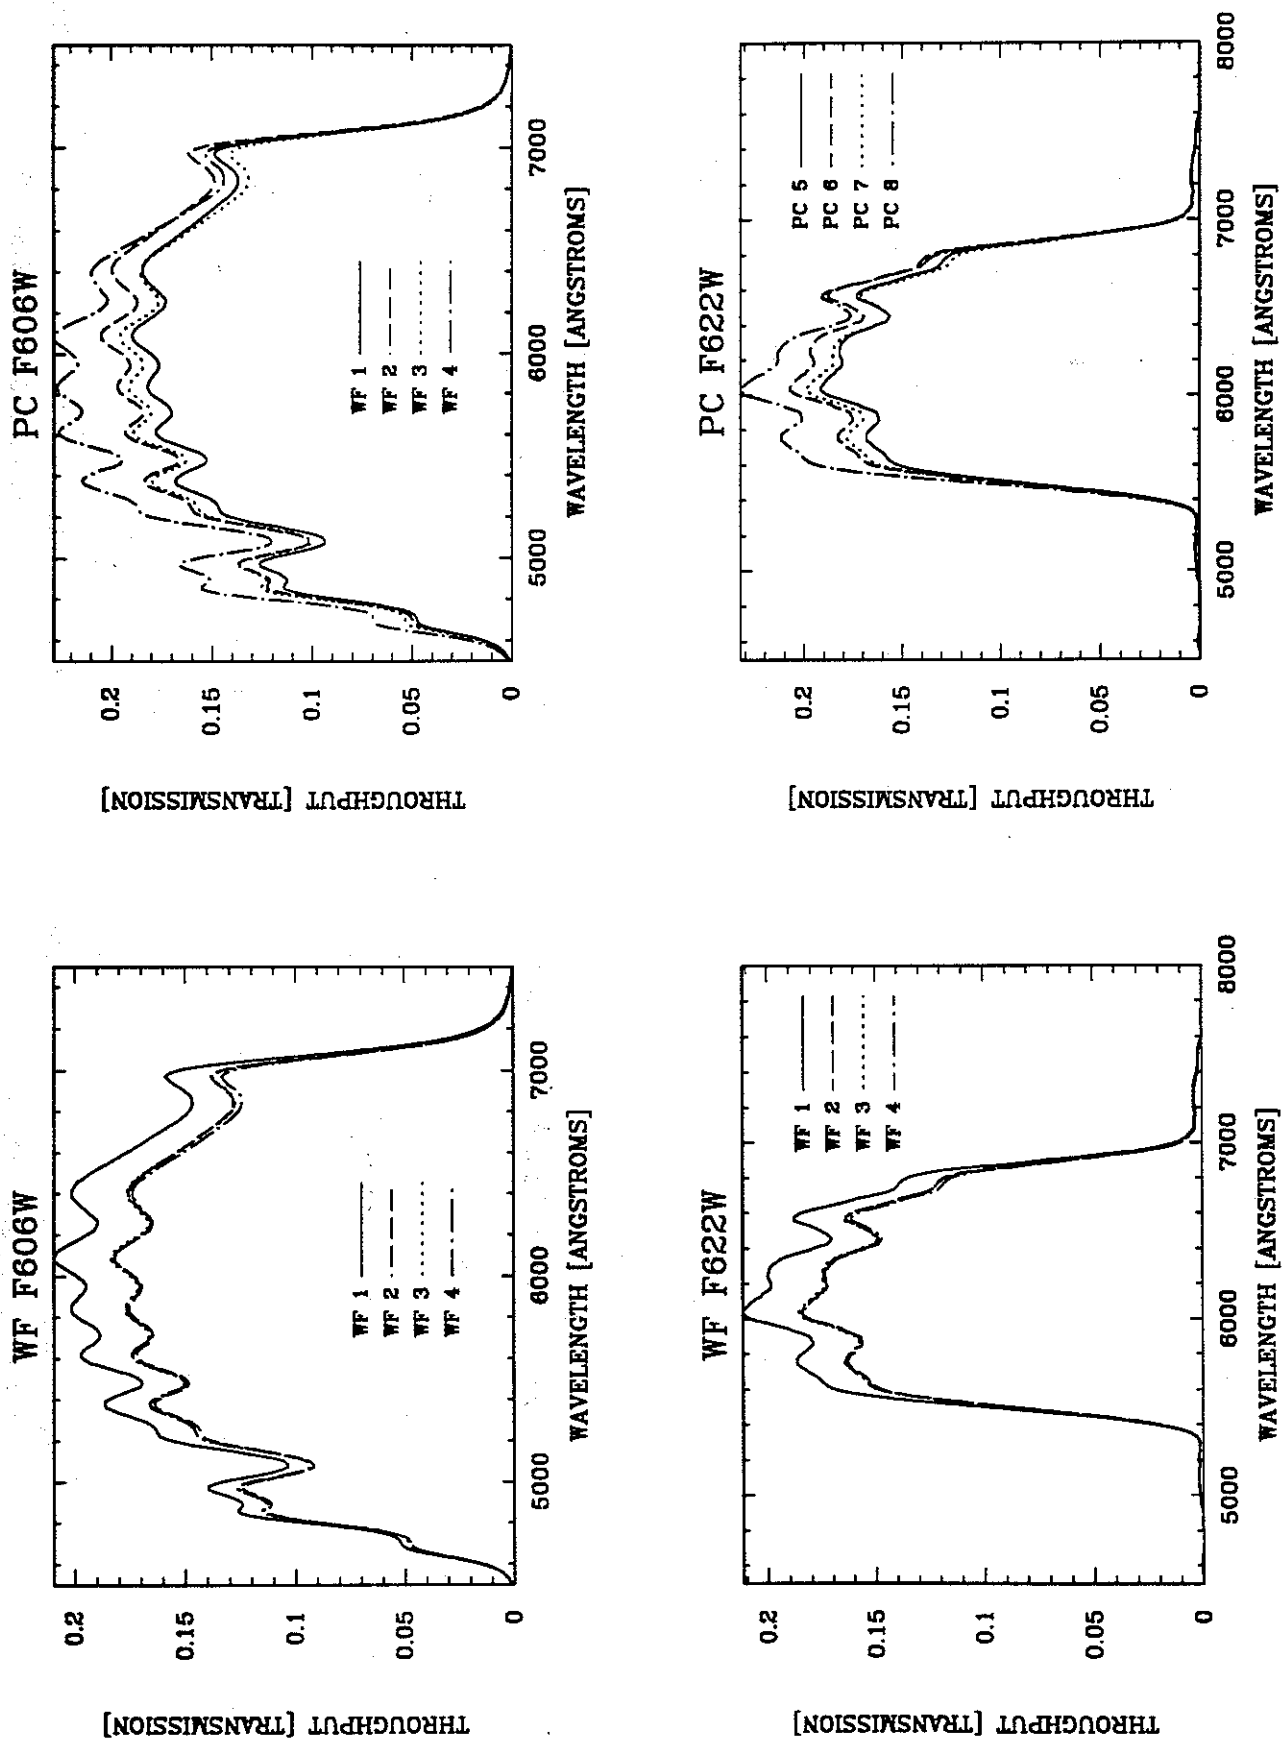 WF F606W
THROUGHPUT [TRANSMISSION]
0.2
0.15
0.1
0.05
0
WF 1
WF 2
WF 3
WF 4
5000
6000
7000
WAVELENGTH [ANGSTROMS]
PC F606W
THROUGHPUT [TRANSMISSION]
0.2
0.15
0.1
0.05
0
WF 1
WF 2
WF 3
WF 4
5000
6000
7000
WAVELENGTH [ANGSTROMS]
WF F622W
THROUGHPUT [TRANSMISSION]
0.2
0.15
0.1
0.05
0
WF 1
WF 2
WF 3
WF 4
5000
6000
7000
8000
WAVELENGTH [ANGSTROMS]
PC F622W
THROUGHPUT [TRANSMISSION]
0.2
0.15
0.1
0.05
0
PC 5
PC 6
PC 7
PC 8
5000
6000
7000
8000
WAVELENGTH [ANGSTROMS]